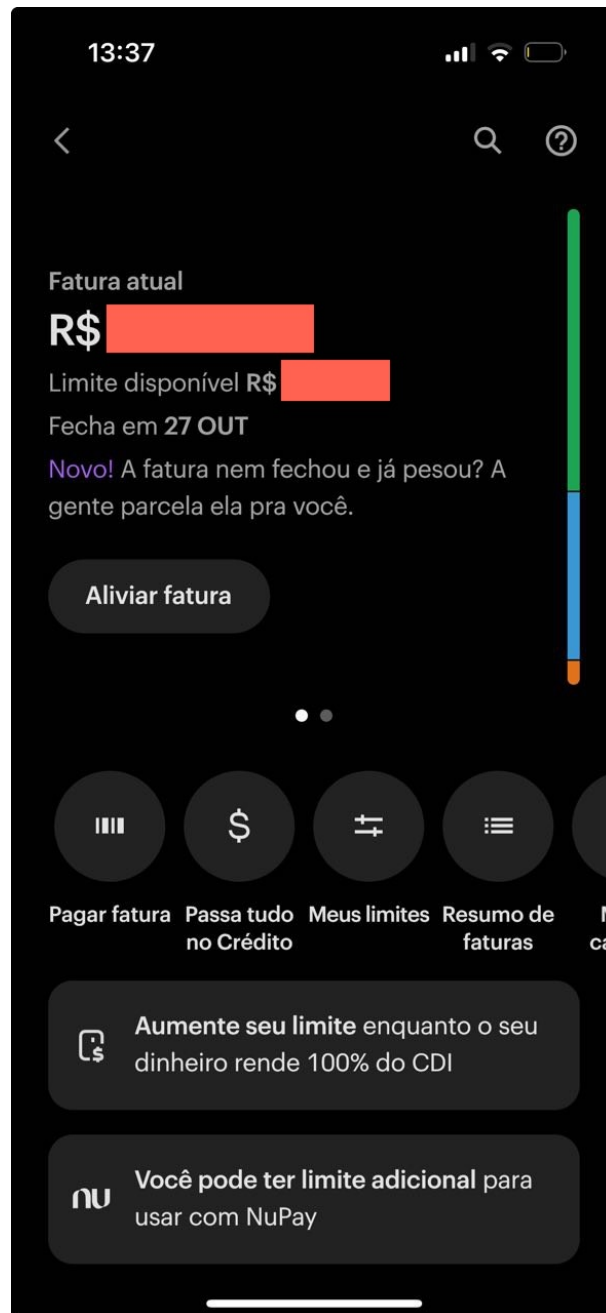 13:37
Fatura atual
R$
Limite disponível R$
Fecha em 27 OUT
Novo! A fatura nem fechou e já pesou? A
gente parcela ela pra você.
Aliviar fatura
$
Pagar fatura
Passa tudo
no Crédito
Meus limites
Resumo de
faturas
Aumente seu limite enquanto o seu
dinheiro rende 100% do CDI
nu
Você pode ter limite adicional para
usar com NuPay